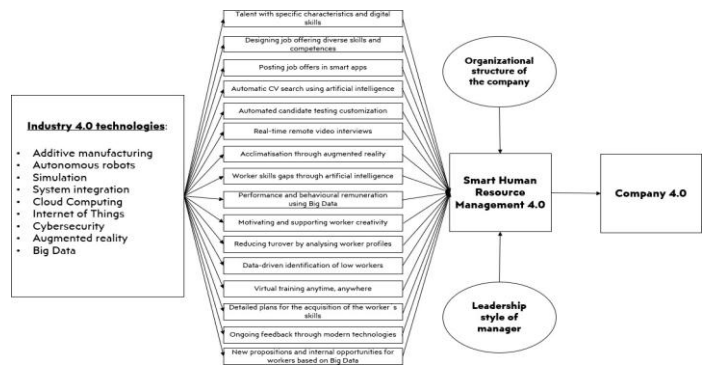 Industry 4.0 technologies:
• Additive manufacturing
• Autonomous robots
• Simulation
• System integration
• Cloud Computing
• Internet of Things
• Cybersecurity
• Augmented reality
• Big Data
Talent with specific characteristics and digital
skills
Designing job offering diverse skills and
competences
Posting job offers in smart apps
Automatic CV search using artificial intelligence
Automated candidate testing customization
Real-time remote video interviews
Acclimatisation through augmented reality
Worker skills gaps through artificial intelligence
Performance and behavioural remuneration
using Big Data
Motivating and supporting worker creativity
Reducing turnover by analysing worker profiles
Data-driven identification of low workers
Virtual training anytime, anywhere
Detailed plans for the acquisition of the worker´s
skills
Ongoing feedback through modern technologies
New propositions and internal opportunities for
workers based on Big Data
Organizational
structure of
the company
Smart Human
Resource
Management 4.0
Leadership
style of
manager
Company 4.0